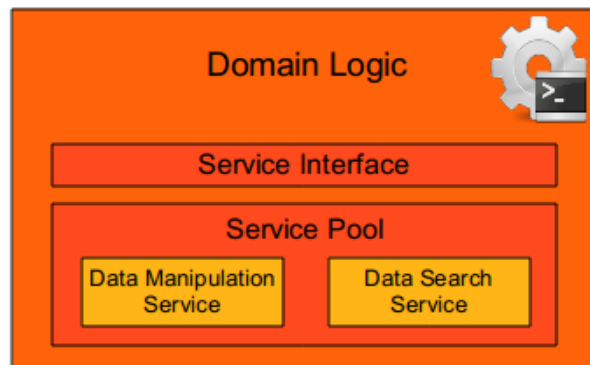 Domain Logic
>_
Service Interface
Service Pool
Data Manipulation
Service
Data Search
Service